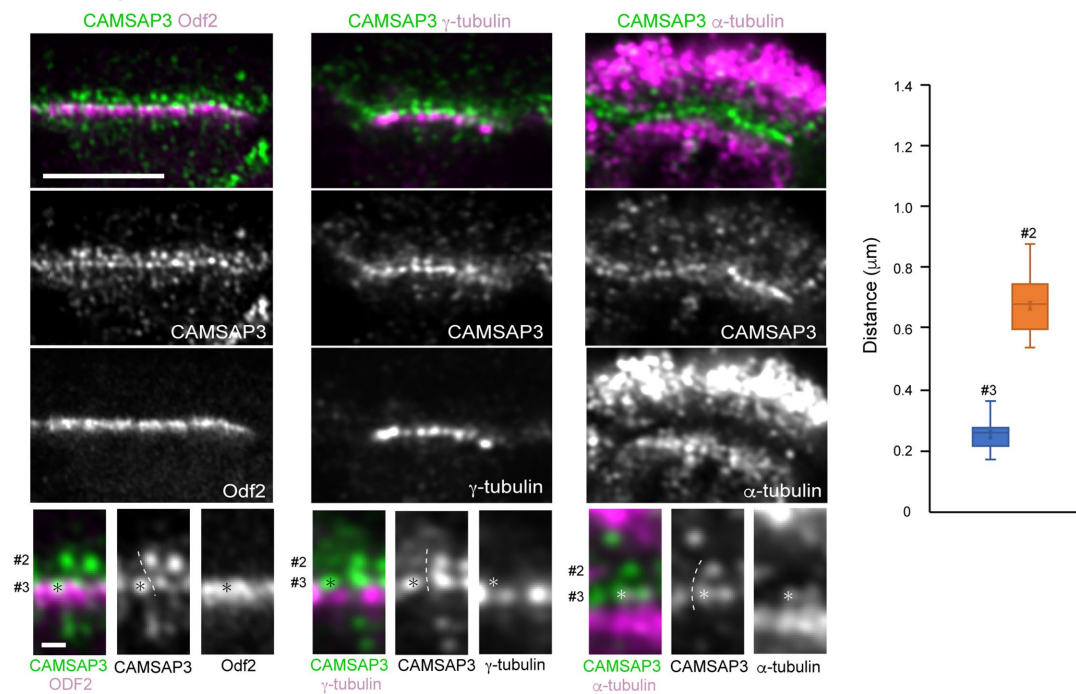 CAMSAP3 Odf2
CAMSAP3 γ-tubulin
CAMSAP3 α-tubulin
CAMSAP3
CAMSAP3
CAMSAP3
Odf2
γ-tubulin
α-tubulin
#2
#3
*
*
*
#2
#3
*
*
*
#2
#3
*
*
*
CAMSAP3
ODF2
CAMSAP3
Odf2
CAMSAP3
γ-tubulin
CAMSAP3
γ-tubulin
CAMSAP3
α-tubulin
CAMSAP3
α-tubulin
Distance (μm)
1.4
1.2
1.0
0.8
0.6
0.4
0.2
0
#2
#3